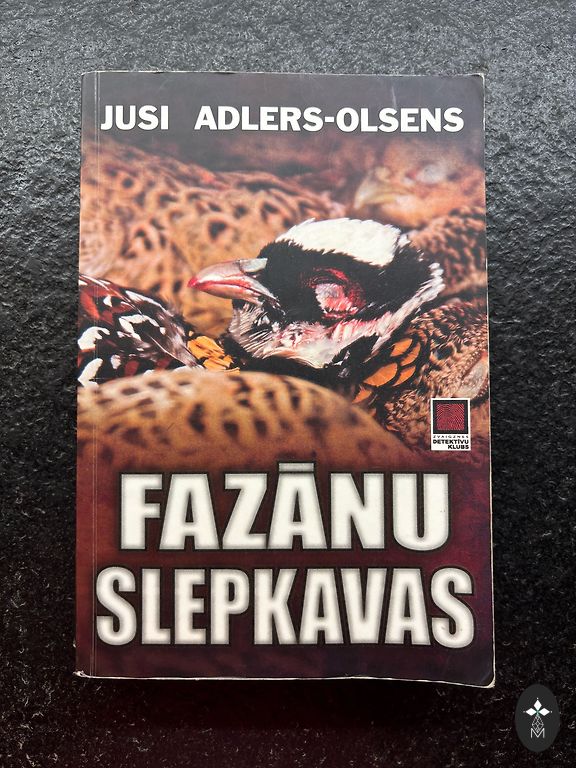 JUSI ADLERS-OLSENS
ZVAIGZNES
DETEKTĪVU
KLUBS
FAZĀNU
SLEPKAVAS
M